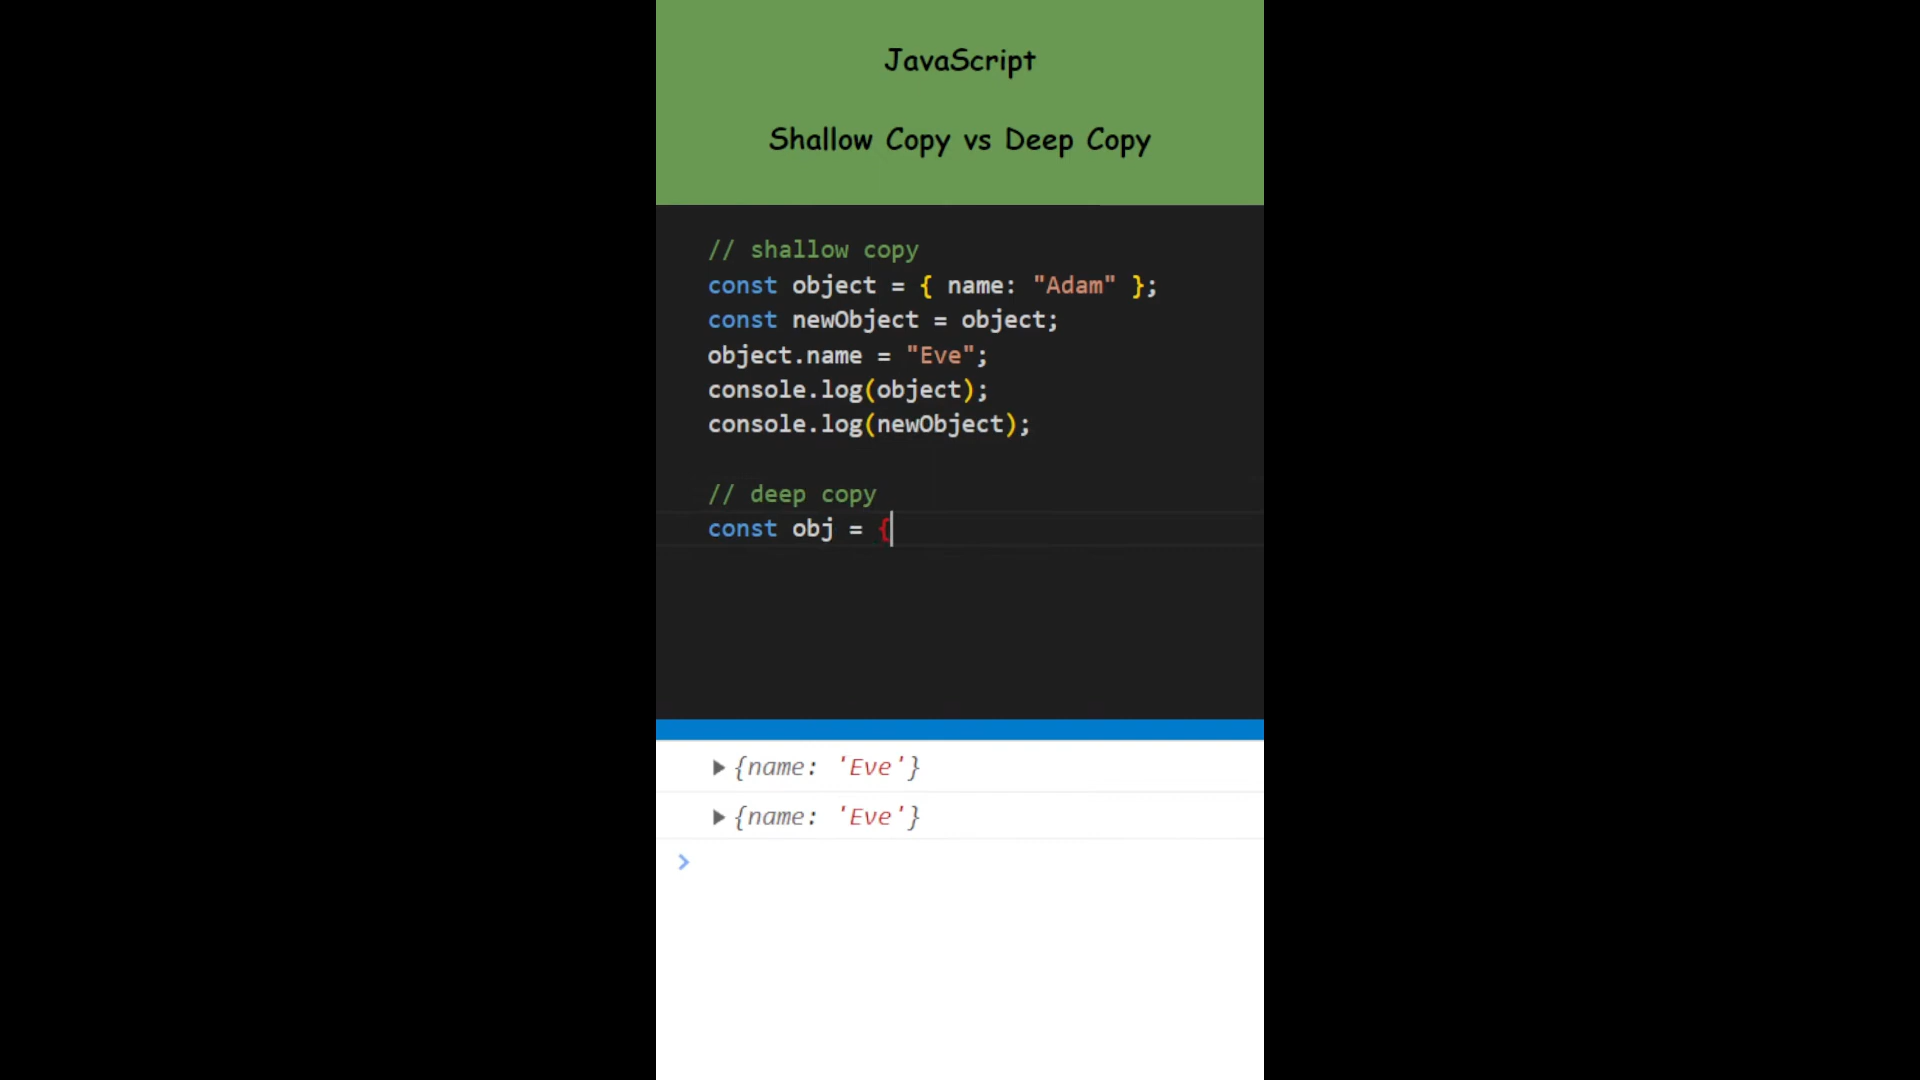 JavaScript
Shallow Copy vs Deep Copy
// shallow copy
const object = { name: "Adam" };
const newObject = object;
object.name = "Eve";
console.log(object);
console.log(newObject);
// deep copy
const obj = {
{name: 'Eve'}
{name: 'Eve'}